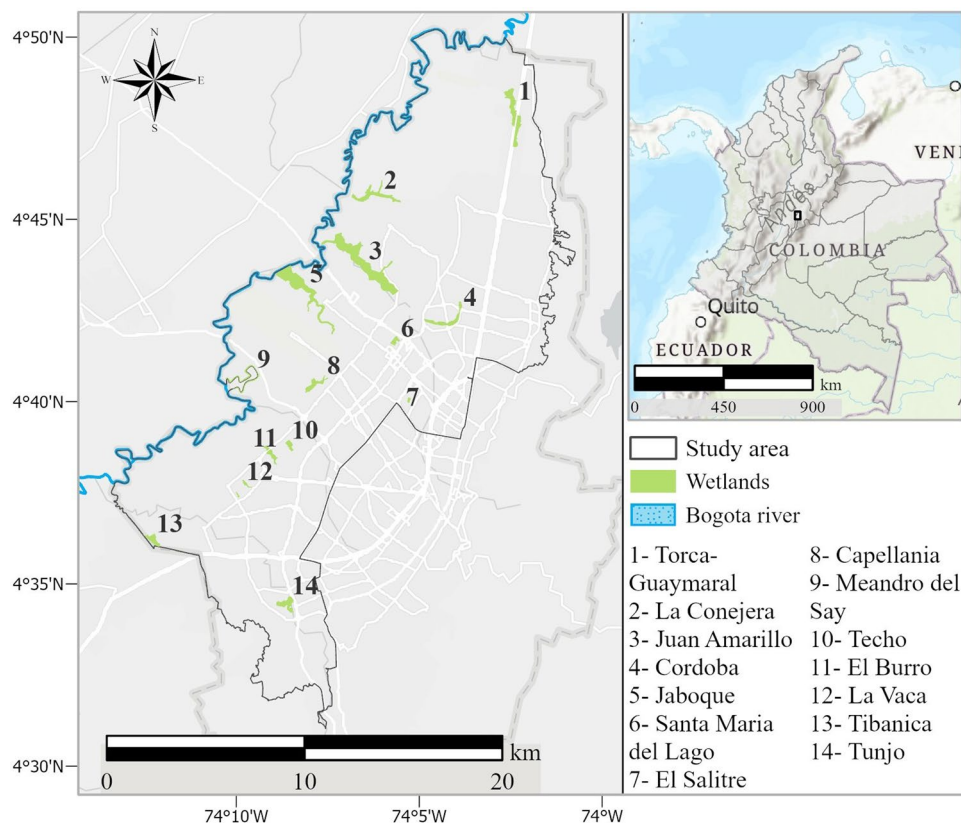 4°50'N
4°45'N
4°40'N
4°35'N
4°30'N
74°10'W
74°5'W
74°W
N
W
E
S
1
2
3
5
4
6
9
8
7
11
10
12
13
14
km
0
10
20
VENE
Andes
COLOMBIA
Quito
ECUADOR
km
0
450
900
Study area
Wetlands
Bogota river
1- Torca-
Guaymaral
2- La Conejera
3- Juan Amarillo
4- Cordoba
5- Jaboque
6- Santa Maria
del Lago
7- El Salitre
8- Capellania
9- Meandro del
Say
10- Techo
11- El Burro
12- La Vaca
13- Tibanica
14- Tunjo